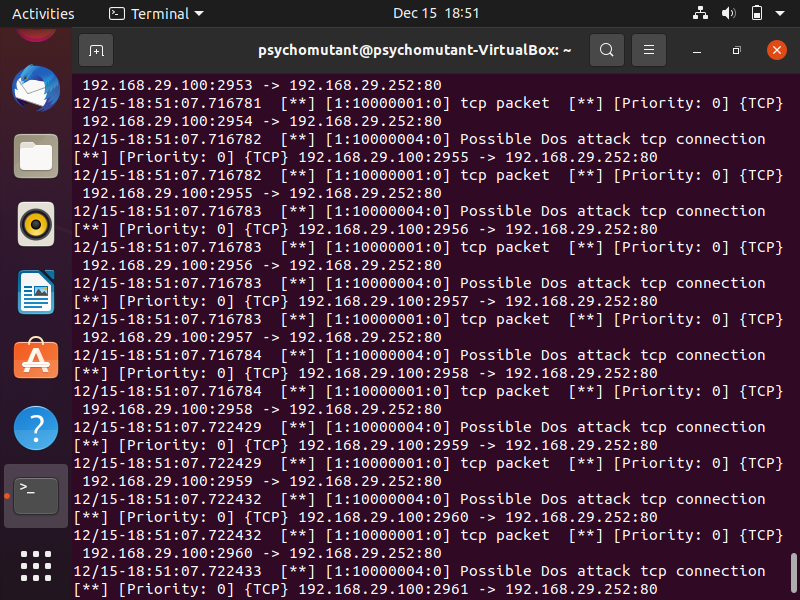 Activities Terminal Dec 15 18:51
psychomutant@psychomutant-VirtualBox: ~
192.168.29.100:2953 -> 192.168.29.252:80
12/15-18:51:07.716781  [**] [1:10000001:0] tcp packet  [**] [Priority: 0] {TCP}
192.168.29.100:2954 -> 192.168.29.252:80
12/15-18:51:07.716782  [**] [1:10000004:0] Possible Dos attack tcp connection
[**] [Priority: 0] {TCP} 192.168.29.100:2955 -> 192.168.29.252:80
12/15-18:51:07.716782  [**] [1:10000001:0] tcp packet  [**] [Priority: 0] {TCP}
192.168.29.100:2955 -> 192.168.29.252:80
12/15-18:51:07.716783  [**] [1:10000004:0] Possible Dos attack tcp connection
[**] [Priority: 0] {TCP} 192.168.29.100:2956 -> 192.168.29.252:80
12/15-18:51:07.716783  [**] [1:10000001:0] tcp packet  [**] [Priority: 0] {TCP}
192.168.29.100:2956 -> 192.168.29.252:80
12/15-18:51:07.716783  [**] [1:10000004:0] Possible Dos attack tcp connection
[**] [Priority: 0] {TCP} 192.168.29.100:2957 -> 192.168.29.252:80
12/15-18:51:07.716783  [**] [1:10000001:0] tcp packet  [**] [Priority: 0] {TCP}
192.168.29.100:2957 -> 192.168.29.252:80
12/15-18:51:07.716784  [**] [1:10000004:0] Possible Dos attack tcp connection
[**] [Priority: 0] {TCP} 192.168.29.100:2958 -> 192.168.29.252:80
12/15-18:51:07.716784  [**] [1:10000001:0] tcp packet  [**] [Priority: 0] {TCP}
192.168.29.100:2958 -> 192.168.29.252:80
12/15-18:51:07.722429  [**] [1:10000004:0] Possible Dos attack tcp connection
[**] [Priority: 0] {TCP} 192.168.29.100:2959 -> 192.168.29.252:80
12/15-18:51:07.722429  [**] [1:10000001:0] tcp packet  [**] [Priority: 0] {TCP}
192.168.29.100:2959 -> 192.168.29.252:80
12/15-18:51:07.722432  [**] [1:10000004:0] Possible Dos attack tcp connection
[**] [Priority: 0] {TCP} 192.168.29.100:2960 -> 192.168.29.252:80
12/15-18:51:07.722432  [**] [1:10000001:0] tcp packet  [**] [Priority: 0] {TCP}
192.168.29.100:2960 -> 192.168.29.252:80
12/15-18:51:07.722433  [**] [1:10000004:0] Possible Dos attack tcp connection
[**] [Priority: 0] {TCP} 192.168.29.100:2961 -> 192.168.29.252:80